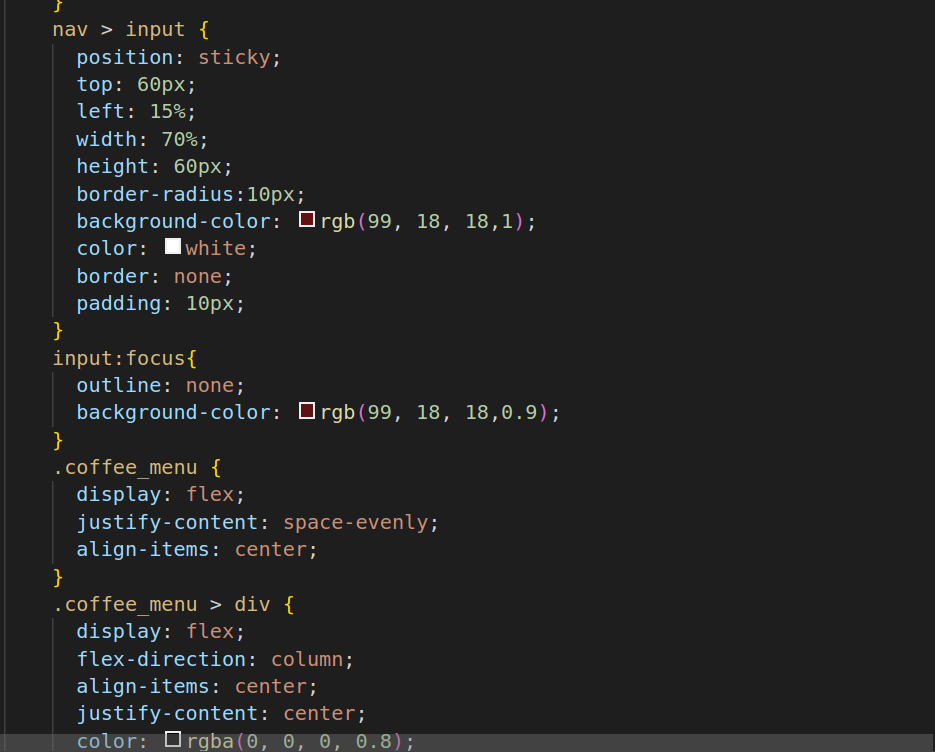 }
nav > input {
position: sticky;
top: 60px;
left: 15%;
width: 70%;
height: 60px;
border-radius:10px;
background-color: rgb(99, 18, 18,1);
color: white;
border: none;
padding: 10px;
}
input:focus{
outline: none;
background-color: rgb(99, 18, 18,0.9);
}
.coffee_menu {
display: flex;
justify-content: space-evenly;
align-items: center;
}
.coffee_menu > div {
display: flex;
flex-direction: column;
align-items: center;
justify-content: center;
color: rgba(0, 0, 0, 0.8);